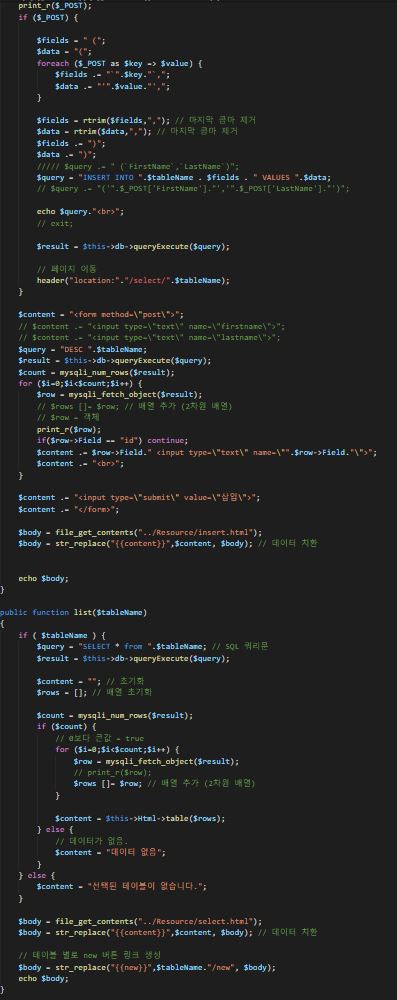 print_r($_POST);
if ($_POST) {
$fields = " (";
$data = "(";
foreach ($_POST as $key => $value) {
$fields .= "`".$key."`,";
$data .= "'".$value."',";
}
$fields = rtrim($fields,","); // 마지막 콤마 제거
$data = rtrim($data,","); // 마지막 콤마 제거
$fields .= ")";
$data .= ")";
///// $query .= " (`FirstName`,`LastName`)";
$query = "INSERT INTO ".$tableName . $fields . " VALUES ".$data;
// $query .= "('".$_POST['FirstName']."','".$_POST['LastName']."')";
echo $query."<br>";
// exit;
$result = $this->db->queryExecute($query);
// 페이지 이동
header("location:"."/select/".$tableName);
}
$content = "<form method=\"post\">";
// $content .= "<input type=\"text\" name=\"firstname\">";
// $content .= "<input type=\"text\" name=\"lastname\">";
$query = "DESC ".$tableName;
$result = $this->db->queryExecute($query);
$count = mysqli_num_rows($result);
for ($i=0;$i<$count;$i++) {
$row = mysqli_fetch_object($result);
// $rows []= $row; // 배열 추가 (2차원 배열)
// $row = 객체
print_r($row);
if($row->Field == "id") continue;
$content .= $row->Field." <input type=\"text\" name=\"".$row->Field."\">";
$content .= "<br>";
}
$content .= "<input type=\"submit\" value=\"삽입\">";
$content .= "</form>";
$body = file_get_contents("../Resource/insert.html");
$body = str_replace("{{content}}",$content, $body); // 데이터 치환
echo $body;
}
public function list($tableName)
{
if ( $tableName ) {
$query = "SELECT * from ".$tableName; // SQL 쿼리문
$result = $this->db->queryExecute($query);
$content = ""; // 초기화
$rows = []; // 배열 초기화
$count = mysqli_num_rows($result);
if ($count) {
// 0보다 큰값 = true
for ($i=0;$i<$count;$i++) {
$row = mysqli_fetch_object($result);
// print_r($row);
$rows []= $row; // 배열 추가 (2차원 배열)
}
$content = $this->Html->table($rows);
} else {
// 데이터가 없음.
$content = "데이터 없음";
}
} else {
$content = "선택된 테이블이 없습니다.";
}
$body = file_get_contents("../Resource/select.html");
$body = str_replace("{{content}}",$content, $body); // 데이터 치환
// 테이블 별로 new 버튼 링크 생성
$body = str_replace("{{new}}",$tableName."/new", $body);
echo $body;
}